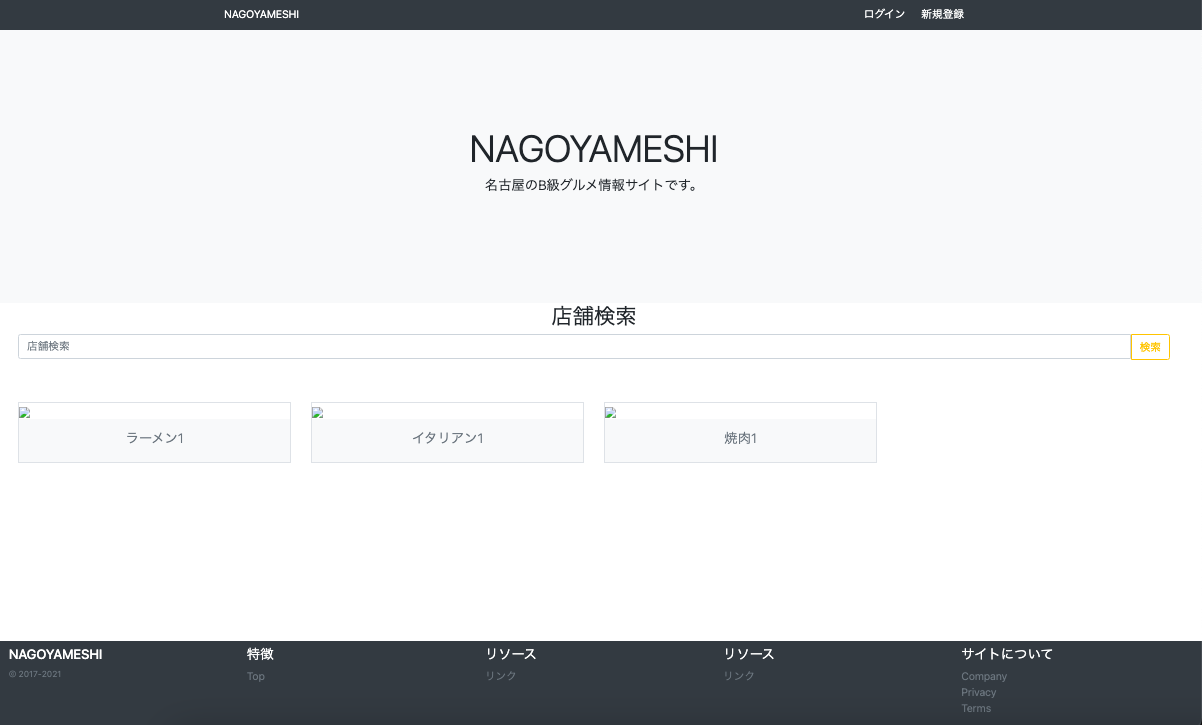 NAGOYAMESHI ログイン 新規登録
NAGOYAMESHI
名古屋のB級グルメ情報サイトです。
店舗検索
店舗検索 検索
ラーメン1 イタリアン1 焼肉1
NAGOYAMESHI 特徴 リソース リソース サイトについて
© 2017-2021 Top リンク リンク Company
Privacy
Terms